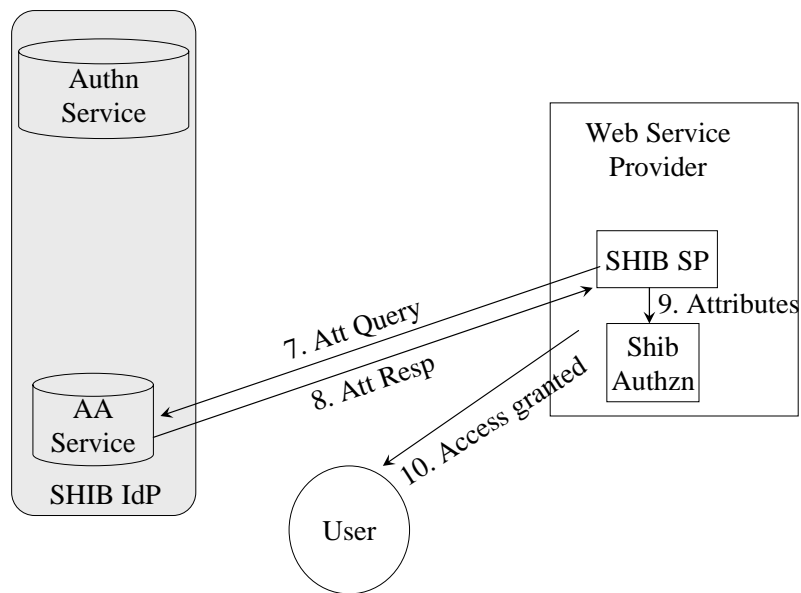 Authn
Service
Web Service
Provider
SHIB SP
9. Attributes
Shib
Authzn
7. Att Query
8. Att Resp
10. Access granted
AA
Service
SHIB IdP
User